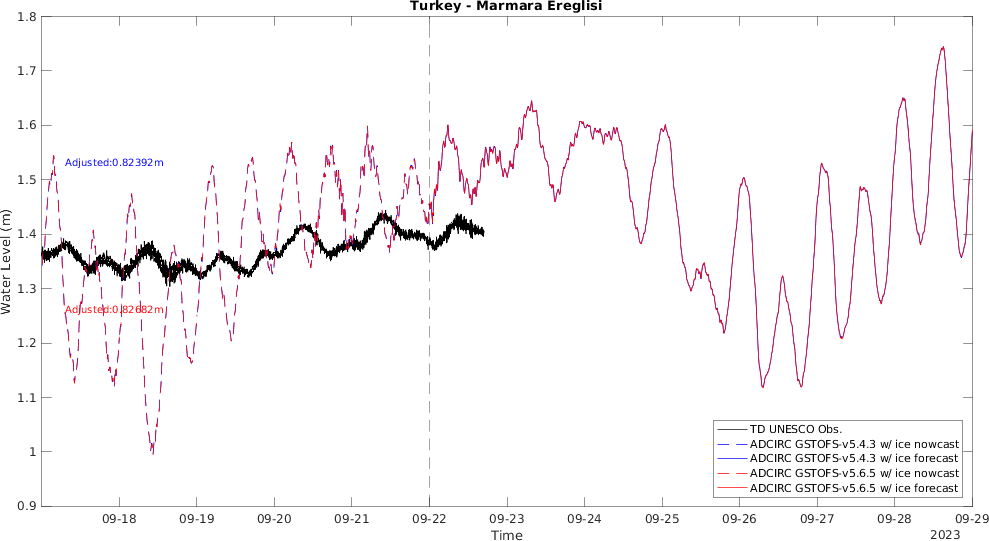 Turkey - Marmara Ereglisi
1.8
1.7
1.6
1.5
1.4
1.3
1.2
1.1
1
0.9
Water Level (m)
Adjusted:0.82392m
Adjusted:0.82682m
TD UNESCO Obs.
ADCIRC GSTOFS-v5.4.3 w/ ice nowcast
ADCIRC GSTOFS-v5.4.3 w/ ice forecast
ADCIRC GSTOFS-v5.6.5 w/ ice nowcast
ADCIRC GSTOFS-v5.6.5 w/ ice forecast
09-18 09-19 09-20 09-21 09-22 09-23 09-24 09-25 09-26 09-27 09-28 09-29
Time
2023